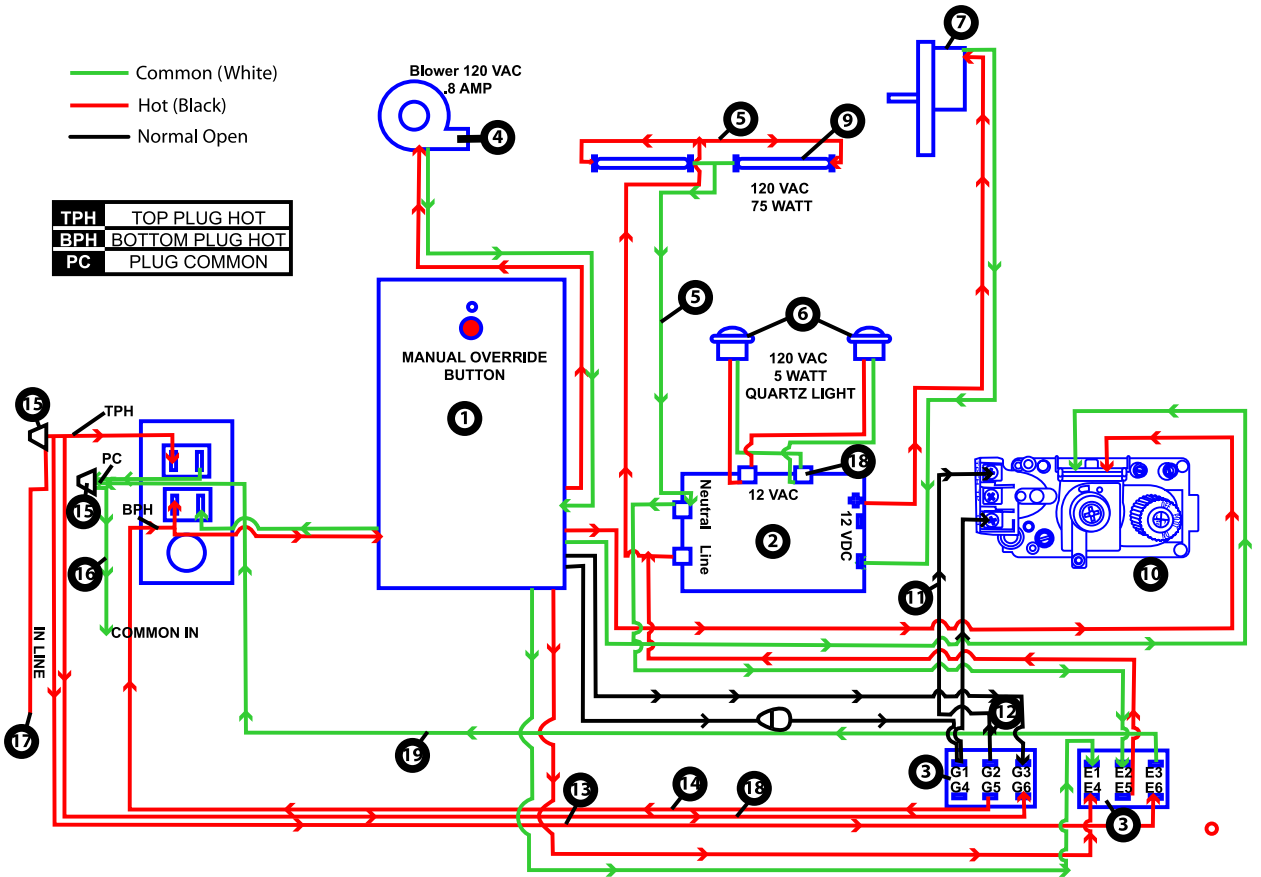 7
Blower 120 VAC
.8 AMP
Common (White)
Hot (Black)
Normal Open
4
5
9
120 VAC
75 WATT
TPH TOP PLUG HOT
BPH BOTTOM PLUG HOT
PC PLUG COMMON
5
6
MANUAL OVERRIDE
BUTTON
1
120 VAC
5 WATT
QUARTZ LIGHT
15
TPH
PC
15
BPH
16
COMMON IN
IN LINE
17
18
12 VAC
Neutral
Line
2
12 VDC
10
11
12
19
3
G1 G2 G3
G4 G5 G6
E1 E2 E3
E4 E5 E6
3
13
14
18